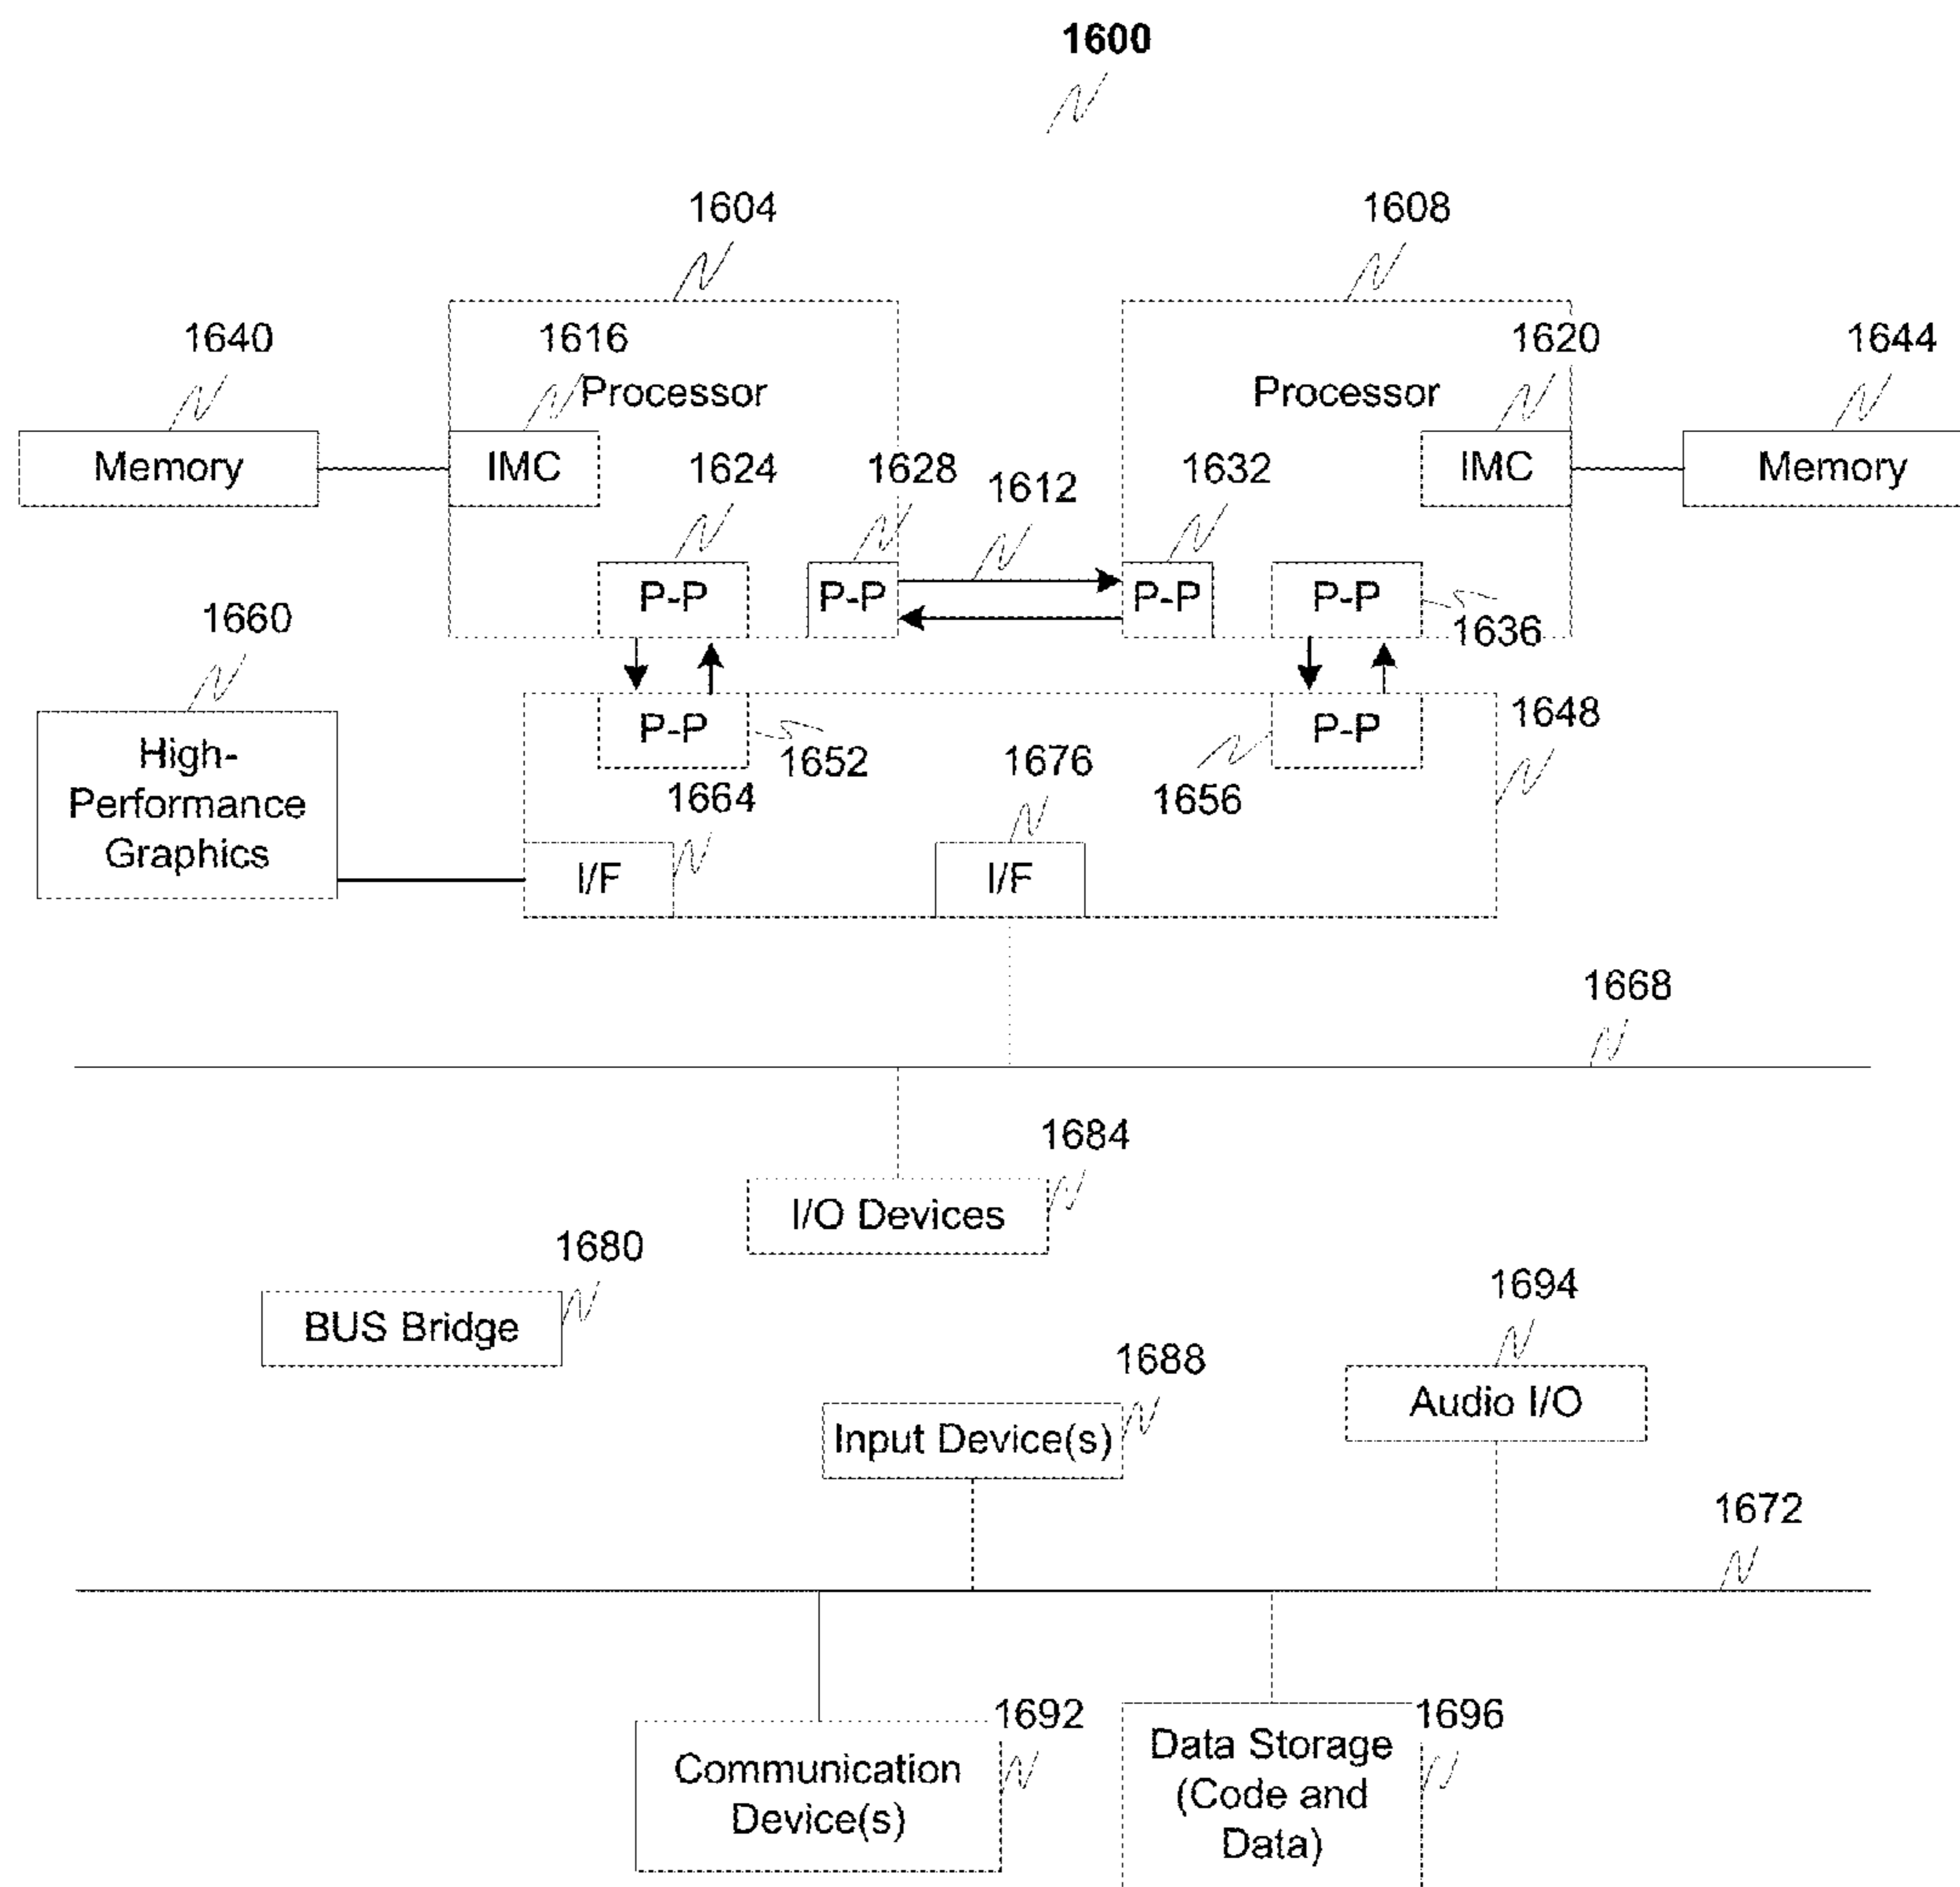 1600
1604
1608
1640
1616
1620
1644
Processor
Processor
Memory
IMC
1624
1628
1612
1632
IMC
Memory
P-P
P-P
P-P
P-P
1636
1660
High-
Performance
Graphics
P-P
1652
1676
P-P
1656
1648
1664
I/F
I/F
1668
1684
I/O Devices
1680
BUS Bridge
1694
Audio I/O
1688
Input Device(s)
1672
1692
Communication
Device(s)
1696
Data Storage
(Code and
Data)